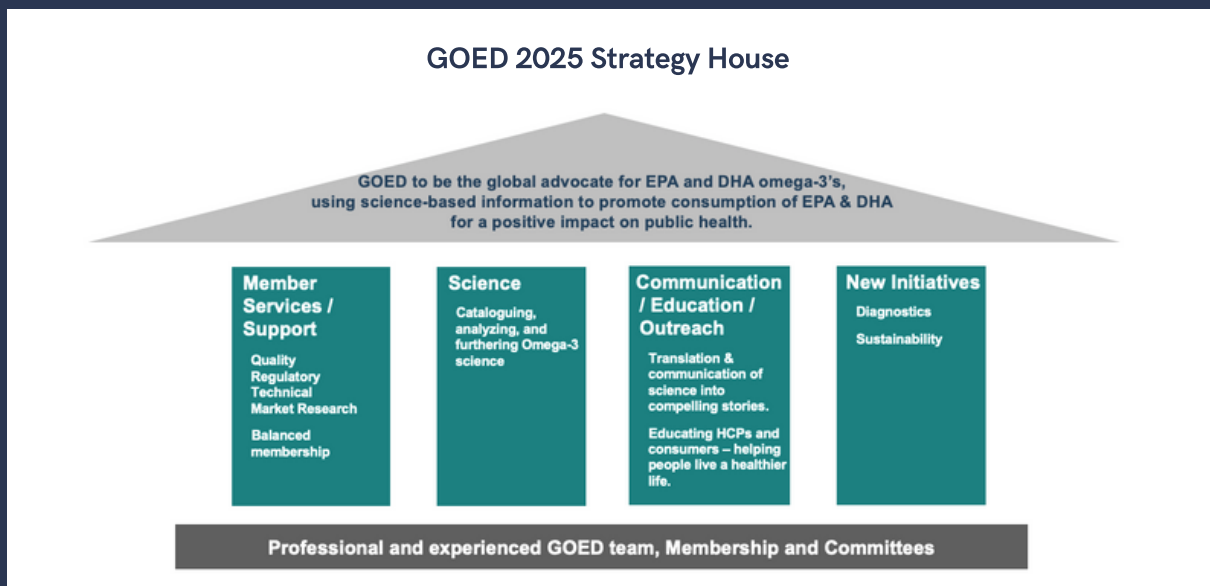 GOED 2025 Strategy House
GOED to be the global advocate for EPA and DHA omega-3’s,
using science-based information to promote consumption of EPA & DHA
for a positive impact on public health.
Member
Services /
Support
Quality
Regulatory
Technical
Market Research
Balanced
membership
Science
Cataloguing,
analyzing, and
furthering Omega-3
science
Communication
/ Education /
Outreach
Translation &
communication of
science into
compelling stories.
Educating HCPs and
consumers – helping
people live a healthier
life.
New Initiatives
Diagnostics
Sustainability
Professional and experienced GOED team, Membership and Committees